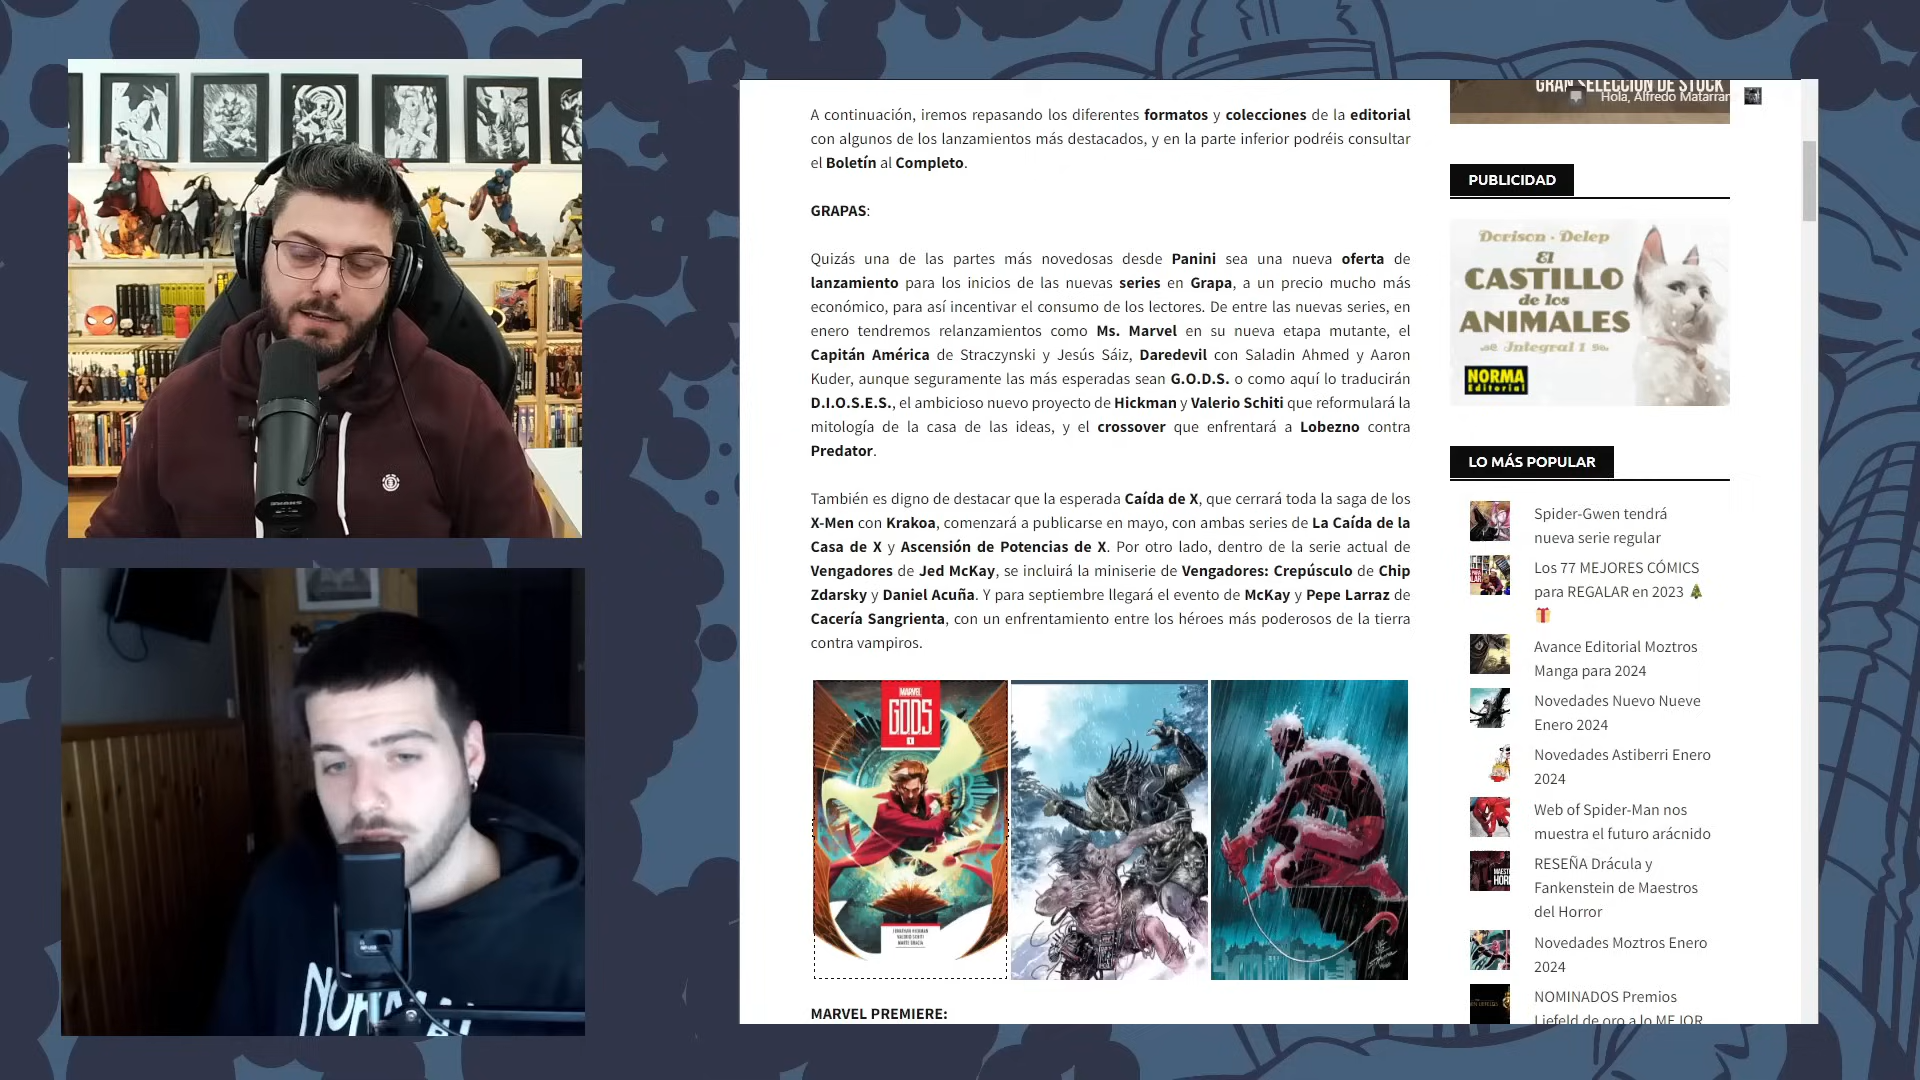 A continuación, iremos repasando los diferentes formatos y colecciones de la editorial
con algunos de los lanzamientos más destacados, y en la parte inferior podréis consultar
el Boletín al Completo.
GRAPAS:
Quizás una de las partes más novedosas desde Panini sea una nueva oferta de
lanzamiento para los inicios de las nuevas series en Grapa, a un precio mucho más
económico, para así incentivar el consumo de los lectores. De entre las nuevas series, en
enero tendremos relanzamientos como Ms. Marvel en su nueva etapa mutante, el
Capitán América de Straczynski y Jesús Sáiz, Daredevil con Saladin Ahmed y Aaron
Kuder, aunque seguramente las más esperadas sean G.O.D.S. o como aquí lo traducirán
D.I.O.S.E.S., el ambicioso nuevo proyecto de Hickman y Valerio Schiti que reformulará la
mitología de la casa de las ideas, y el crossover que enfrentará a Lobezno contra
Predator.
También es digno de destacar que la esperada Caída de X, que cerrará toda la saga de los
X-Men con Krakoa, comenzará a publicarse en mayo, con ambas series de La Caída de la
Casa de X y Ascensión de Potencias de X. Por otro lado, dentro de la serie actual de
Vengadores de Jed McKay, se incluirá la miniserie de Vengadores: Crepúsculo de Chip
Zdarsky y Daniel Acuña. Y para septiembre llegará el evento de McKay y Pepe Larraz de
Cacería Sangrienta, con un enfrentamiento entre los héroes más poderosos de la tierra
contra vampiros.
MARVEL
GODS
1
MARVEL PREMIERE:
GRAN SELECCIÓN DE STOCK
Hola, Alfredo Matarran
PUBLICIDAD
Dorison · Delep
El
CASTILLO
de los
ANIMALES
Integral 1
NORMA
Editorial
LO MÁS POPULAR
Spider-Gwen tendrá
nueva serie regular
Los 77 MEJORES CÓMICS
para REGALAR en 2023 🎄
🎁
Avance Editorial Moztros
Manga para 2024
Novedades Nuevo Nueve
Enero 2024
Novedades Astiberri Enero
2024
Web of Spider-Man nos
muestra el futuro arácnido
RESEÑA Drácula y
Fankenstein de Maestros
del Horror
Novedades Moztros Enero
2024
NOMINADOS Premios
Liefeld de oro a lo MEJOR